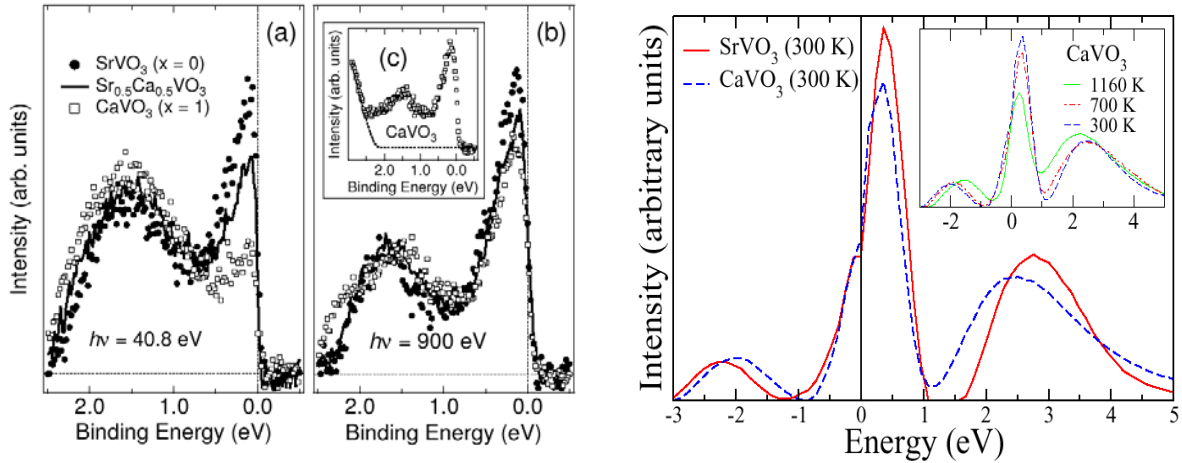 (a)
SrVO₃ (x = 0)
Sr₀.₅Ca₀.₅VO₃
CaVO₃ (x = 1)
hν = 40.8 eV
Intensity (arb. units)
2.0 1.0 0.0
Binding Energy (eV)
(b)
(c)
CaVO₃
Intensity (arb. units)
2.0 1.0 0.0
Binding Energy (eV)
hν = 900 eV
2.0 1.0 0.0
Binding Energy (eV)
SrVO₃ (300 K)
CaVO₃ (300 K)
CaVO₃
1160 K
700 K
300 K
-2 0 2 4
Intensity (arbitrary units)
-3 -2 -1 0 1 2 3 4 5
Energy (eV)